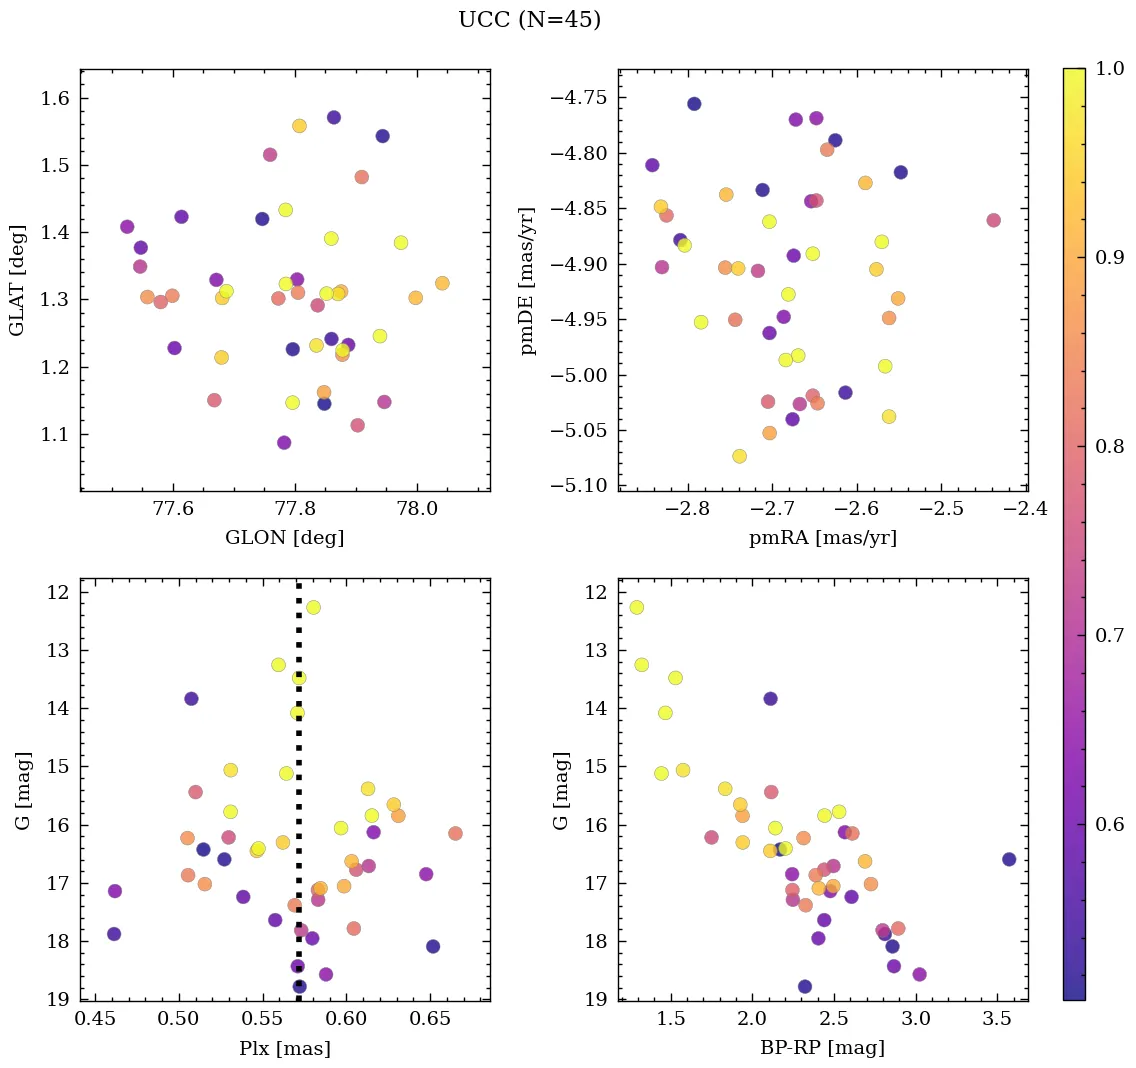 UCC (N=45)
1.6
1.5
1.4
1.3
1.2
1.1
GLAT [deg]
77.6 77.8 78.0
GLON [deg]
−4.75
−4.80
−4.85
−4.90
−4.95
−5.00
−5.05
−5.10
pmDE [mas/yr]
−2.8 −2.7 −2.6 −2.5 −2.4
pmRA [mas/yr]
12
13
14
15
16
17
18
19
G [mag]
0.45 0.50 0.55 0.60 0.65
Plx [mas]
12
13
14
15
16
17
18
19
G [mag]
1.5 2.0 2.5 3.0 3.5
BP-RP [mag]
1.0
0.9
0.8
0.7
0.6